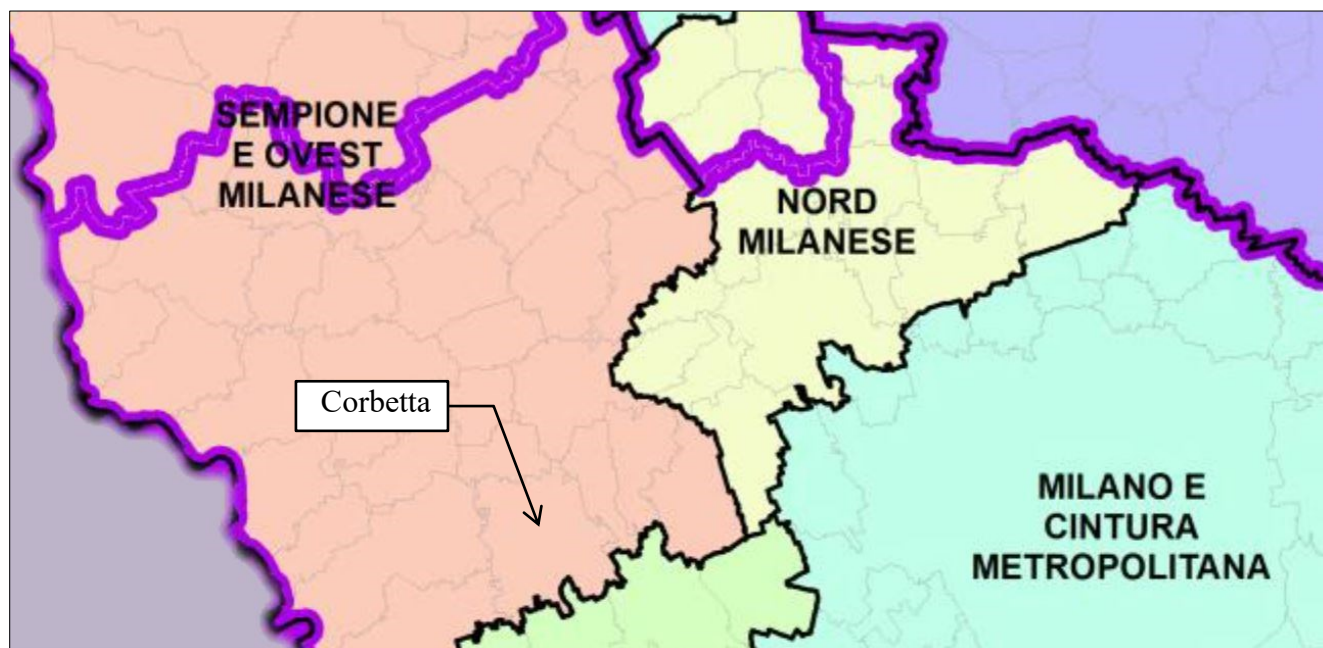 SEMPIONE
E OVEST
MILANESE
NORD
MILANESE
Corbetta
MILANO E
CINTURA
METROPOLITANA